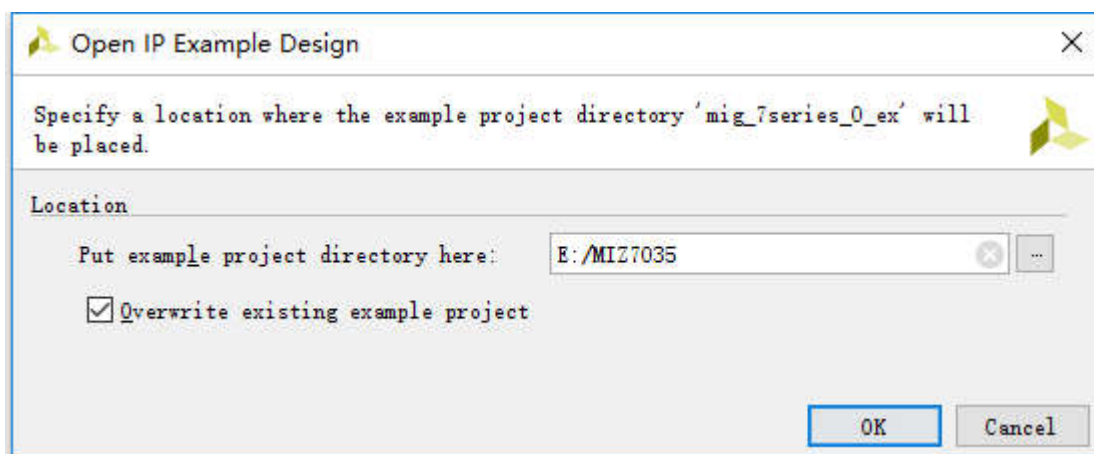 Open IP Example Design
Specify a location where the example project directory 'mig_7series_0_ex' will
be placed.
Location
Put example project directory here: E:/MIZ7035 ...
Overwrite existing example project
OK Cancel